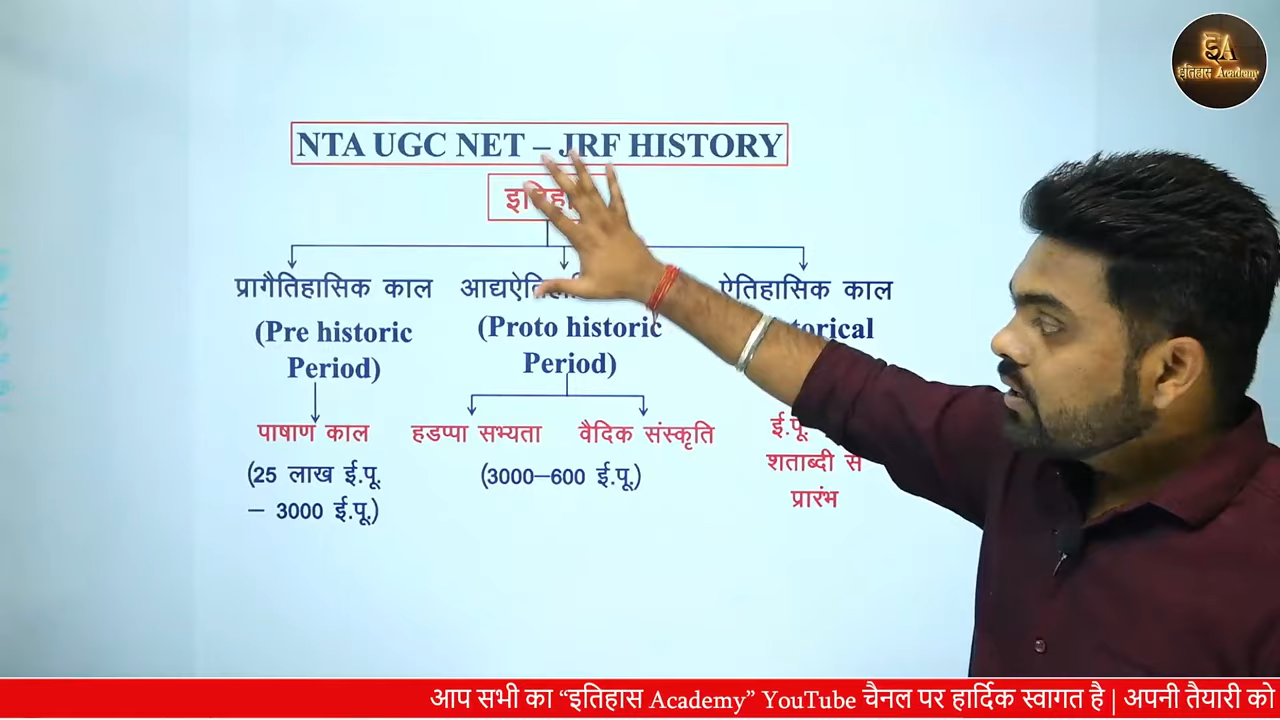 इA
इतिहास Academy
NTA UGC NET – JRF HISTORY
प्रागैतिहासिक काल
ऐतिहासिक काल
(Pre historic
Period)
(Proto historic
Period)
पाषाण काल
हडप्पा सभ्यता
वैदिक संस्कृति
ई.पू.
(25 लाख ई.पू.
– 3000 ई.पू.)
(3000–600 ई.पू.)
शताब्दी से
प्रारंभ
आप सभी का “इतिहास Academy” YouTube चैनल पर हार्दिक स्वागत है | अपनी तैयारी को